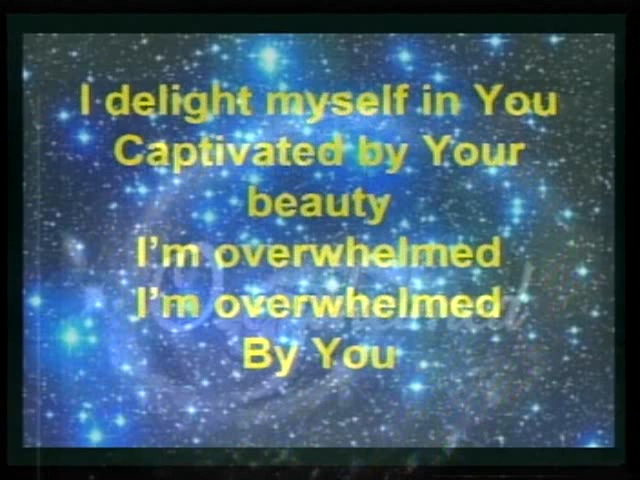 I delight myself in You
Captivated by Your
beauty
I’m overwhelmed
I’m overwhelmed
By You